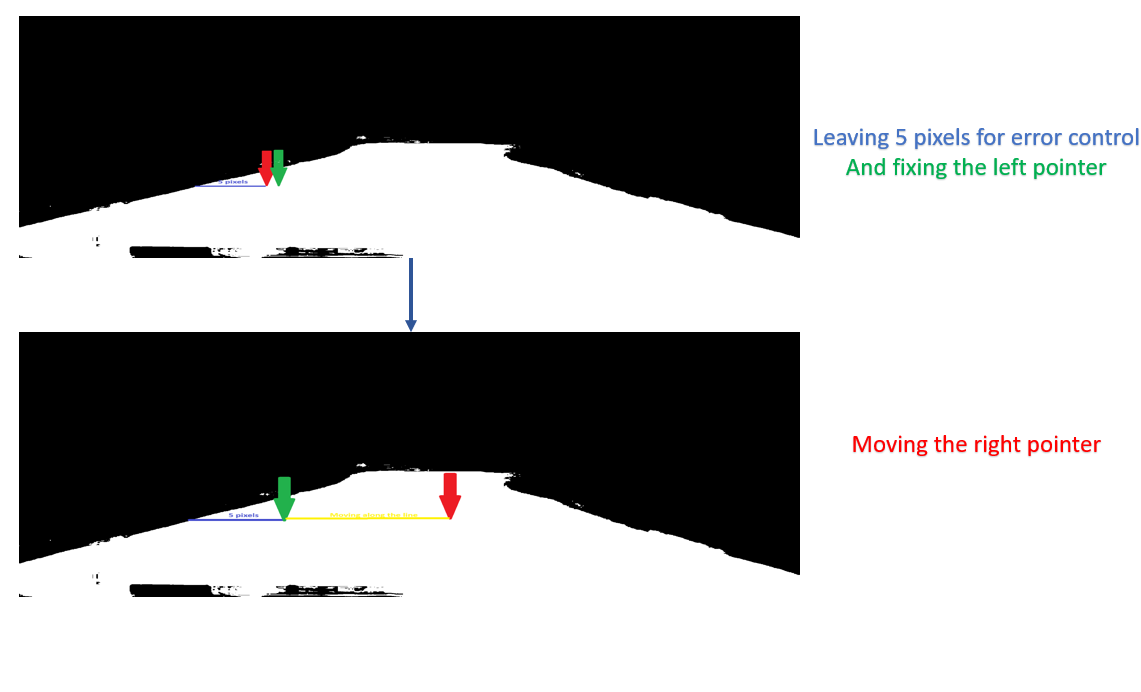 Leaving 5 pixels for error control
And fixing the left pointer
5 pixels
Moving the right pointer
5 pixels
Moving along the line